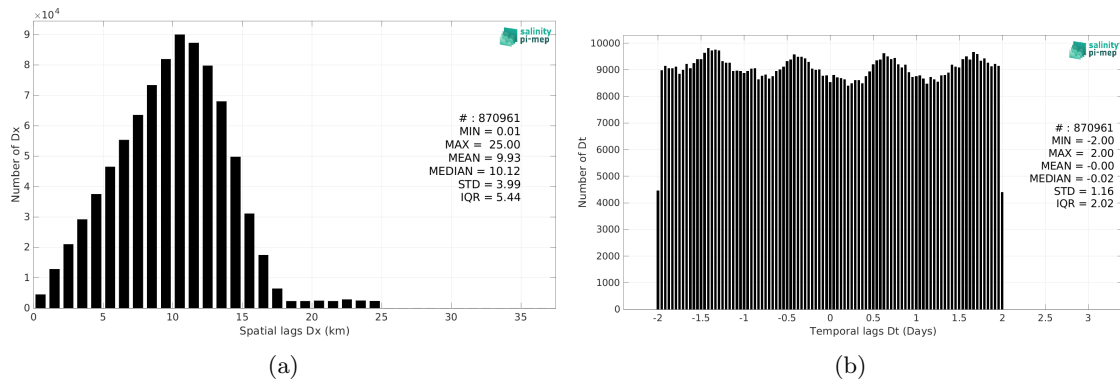 ×10⁴
9
8
7
6
5
4
3
2
1
0
Number of Dx
0 5 10 15 20 25 30 35
Spatial lags Dx (km)
salinity
pi-mep
# : 870961
MIN = 0.01
MAX = 25.00
MEAN = 9.93
MEDIAN = 10.12
STD = 3.99
IQR = 5.44
(a)
10000
9000
8000
7000
6000
5000
4000
3000
2000
1000
0
Number of Dt
-2 -1.5 -1 -0.5 0 0.5 1 1.5 2 2.5 3
Temporal lags Dt (Days)
salinity
pi-mep
# : 870961
MIN = -2.00
MAX = 2.00
MEAN = -0.00
MEDIAN = -0.02
STD = 1.16
IQR = 2.02
(b)